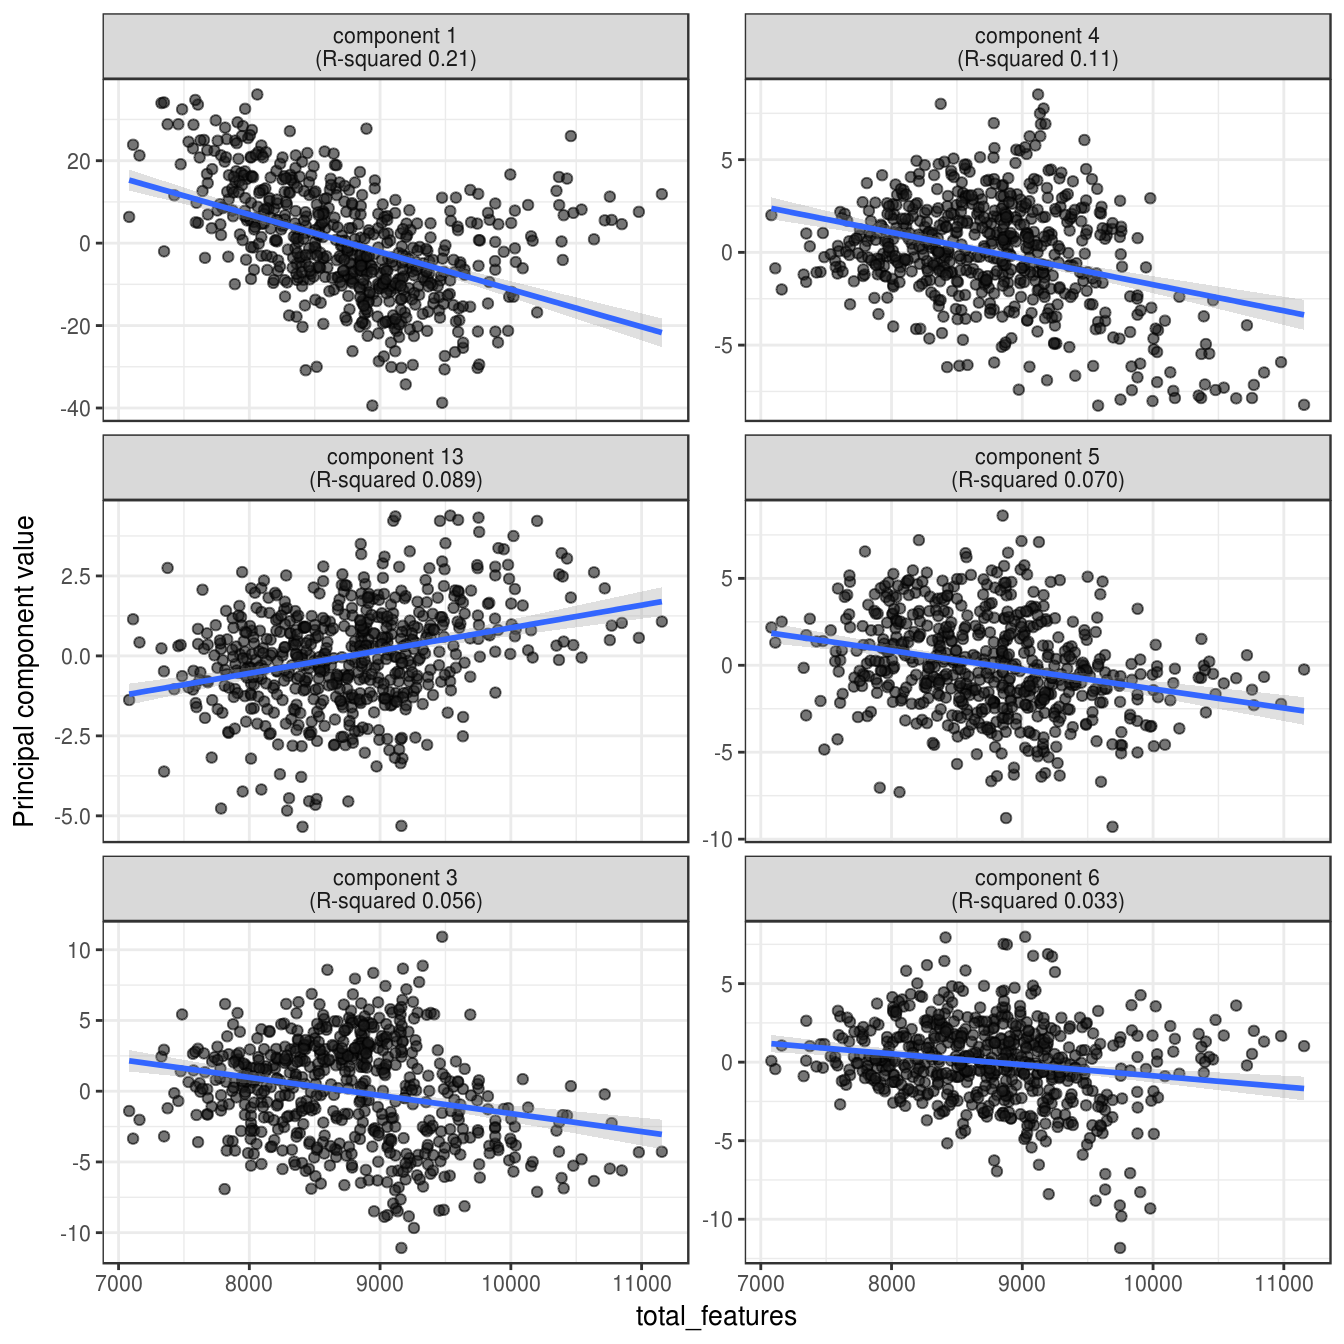 component 1
(R-squared 0.21)
component 4
(R-squared 0.11)
20
0
-20
-40
5
0
-5
component 13
(R-squared 0.089)
component 5
(R-squared 0.070)
2.5
0.0
-2.5
-5.0
5
0
-5
-10
component 3
(R-squared 0.056)
component 6
(R-squared 0.033)
10
5
0
-5
-10
5
0
-5
-10
7000 8000 9000 10000 11000
7000 8000 9000 10000 11000
total_features
Principal component value